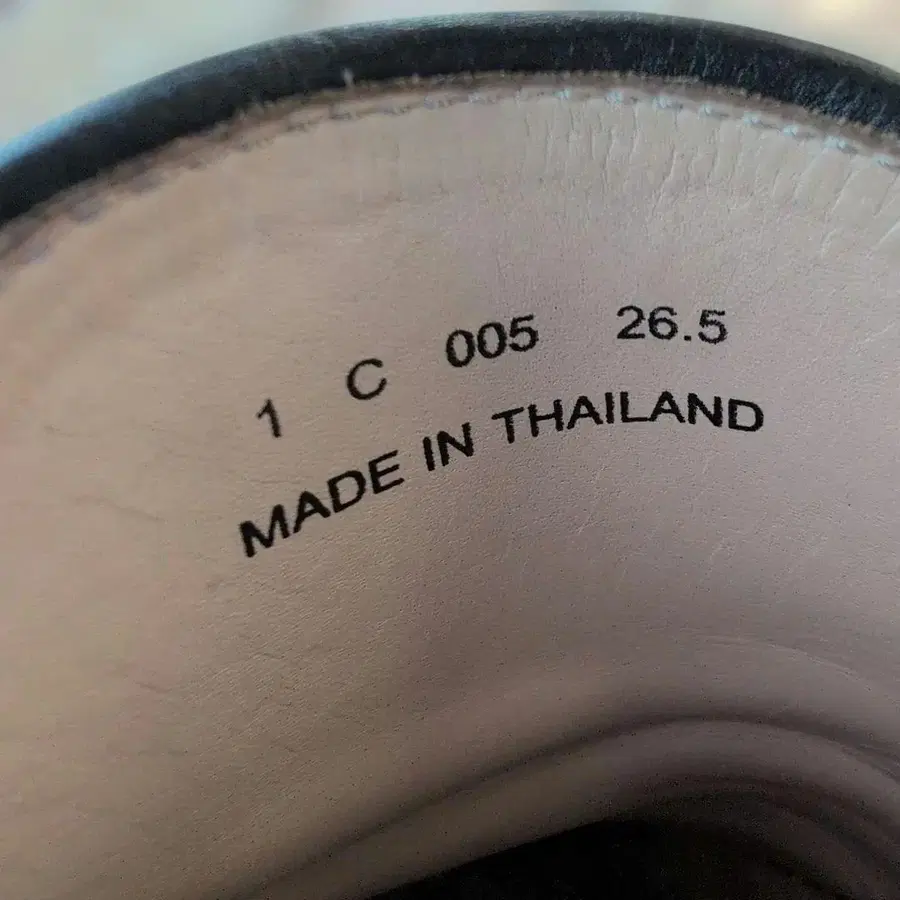 1 C 005 26.5
MADE IN THAILAND